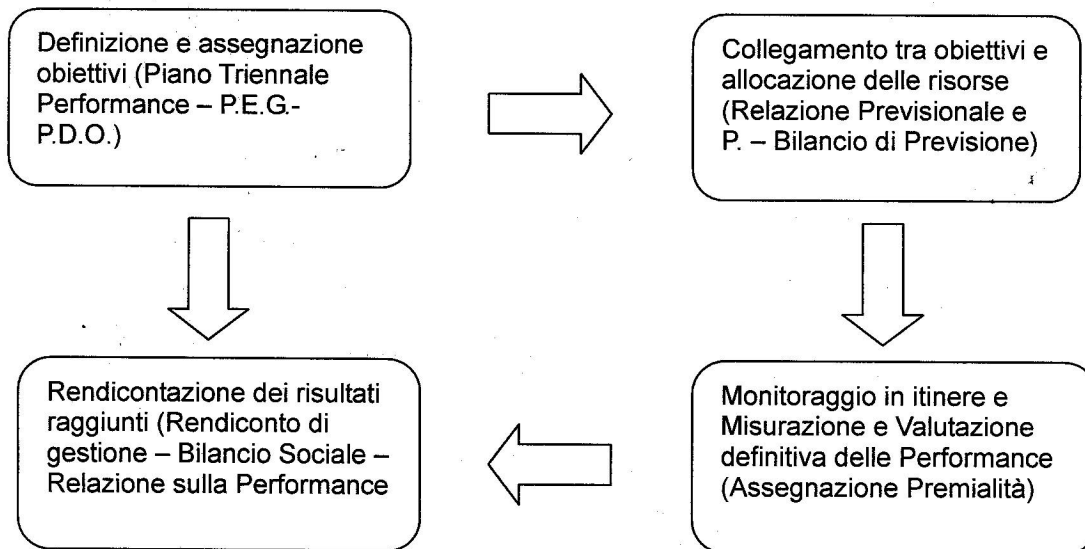 Definizione e assegnazione
obiettivi (Piano Triennale
Performance – P.E.G.-
P.D.O.)
Collegamento tra obiettivi e
allocazione delle risorse
(Relazione Previsionale e
P. – Bilancio di Previsione)
Rendicontazione dei risultati
raggiunti (Rendiconto di
gestione – Bilancio Sociale –
Relazione sulla Performance
Monitoraggio in itinere e
Misurazione e Valutazione
definitiva delle Performance
(Assegnazione Premialità)